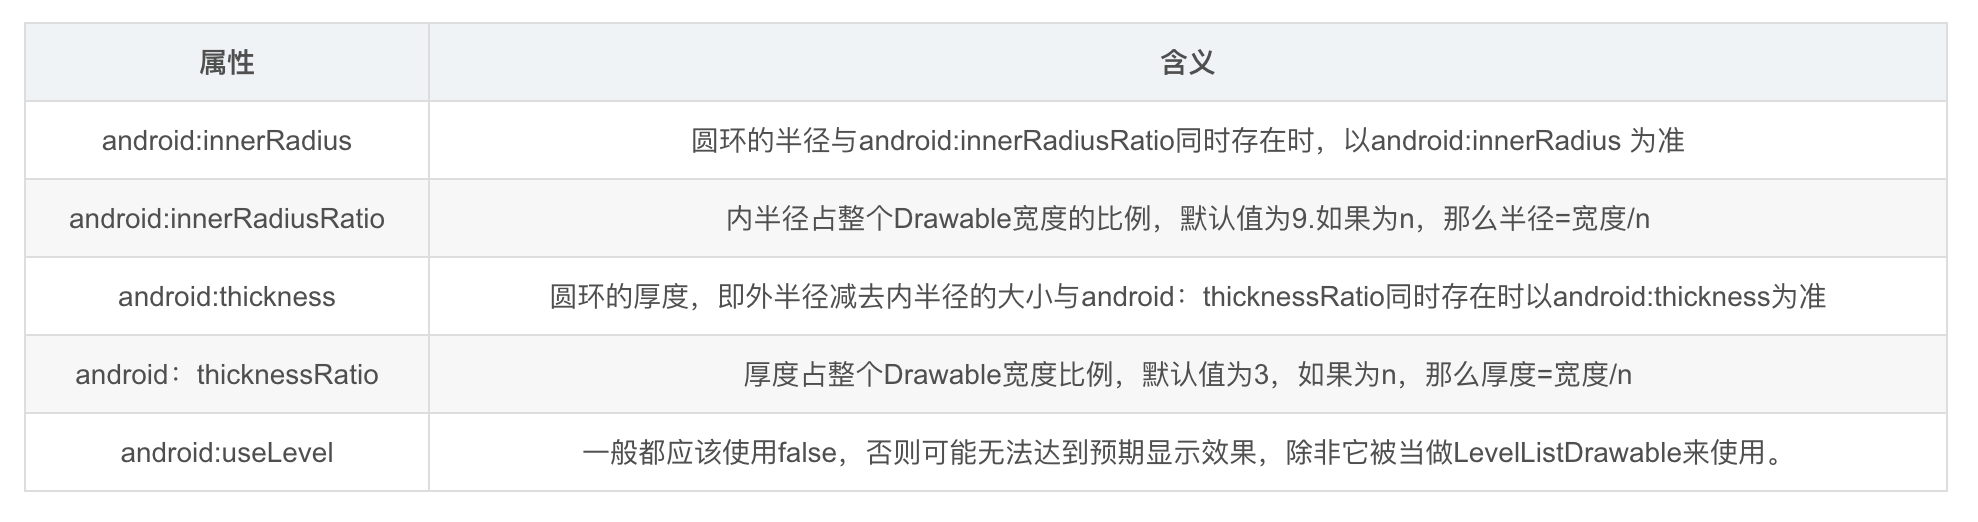 属性 含义
android:innerRadius 圆环的半径与android:innerRadiusRatio同时存在时，以android:innerRadius 为准
android:innerRadiusRatio 内半径占整个Drawable宽度的比例，默认值为9.如果为n，那么半径=宽度/n
android:thickness 圆环的厚度，即外半径减去内半径的大小与android：thicknessRatio同时存在时以android:thickness为准
android：thicknessRatio 厚度占整个Drawable宽度比例，默认值为3，如果为n，那么厚度=宽度/n
android:useLevel 一般都应该使用false，否则可能无法达到预期显示效果，除非它被当做LevelListDrawable来使用。